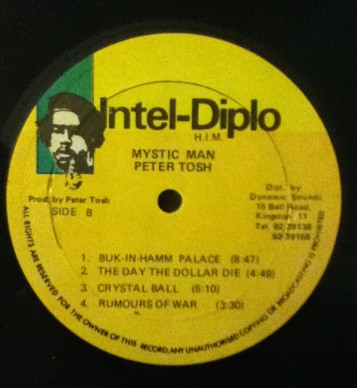 Intel-Diplo
H.I.M.
MYSTIC MAN
PETER TOSH
Prod. by Peter Tosh
SIDE B
Dist. by
Dynamic Sounds
15 Bell Road,
Kingston 11
Tel. 92-39138
92-39168
1. BUK-IN-HAMM PALACE (8:47)
2. THE DAY THE DOLLAR DIE (4:49)
3. CRYSTAL BALL (5:10)
4. RUMOURS OF WAR (3:30)
ALL RIGHTS ARE RESERVED FOR THE OWNER OF THIS RECORD, ANY UNAUTHORISED COPYING OR BROADCASTING IS PROHIBITED